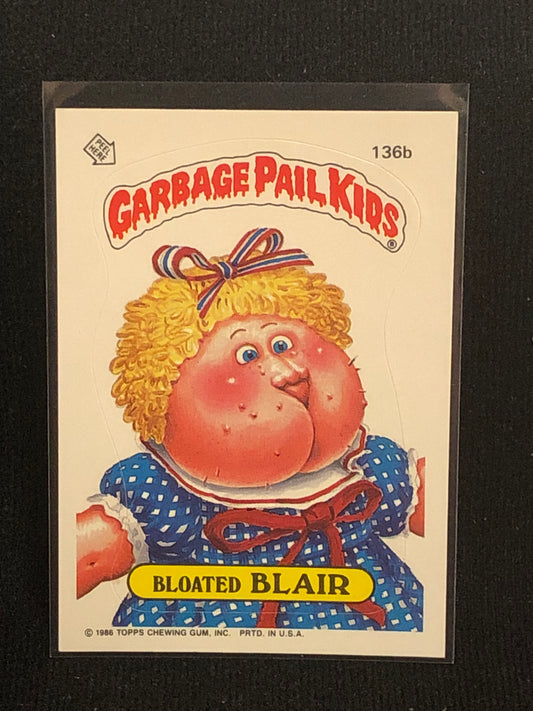 PEEL HERE
136b
GARBAGE PAIL KIDS ®
BLOATED BLAIR
© 1986 TOPPS CHEWING GUM, INC. PRTD. IN U.S.A.